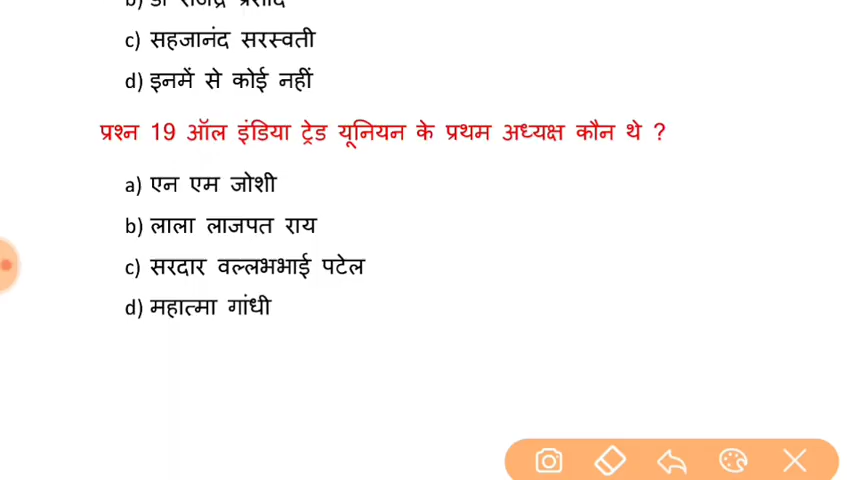 b) डॉ राजेंद्र प्रसाद
c) सहजानंद सरस्वती
d) इनमें से कोई नहीं
प्रश्न 19 ऑल इंडिया ट्रेड यूनियन के प्रथम अध्यक्ष कौन थे ?
a) एन एम जोशी
b) लाला लाजपत राय
c) सरदार वल्लभभाई पटेल
d) महात्मा गांधी